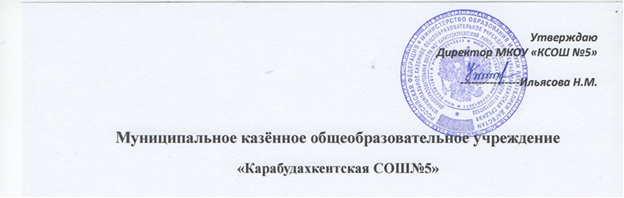 Утверждаю
Директор МКОУ «КСОШ №5»
Ильясова Н.М.
Муниципальное казённое общеобразовательное учреждение
«Карабудахкентская СОШ№5»